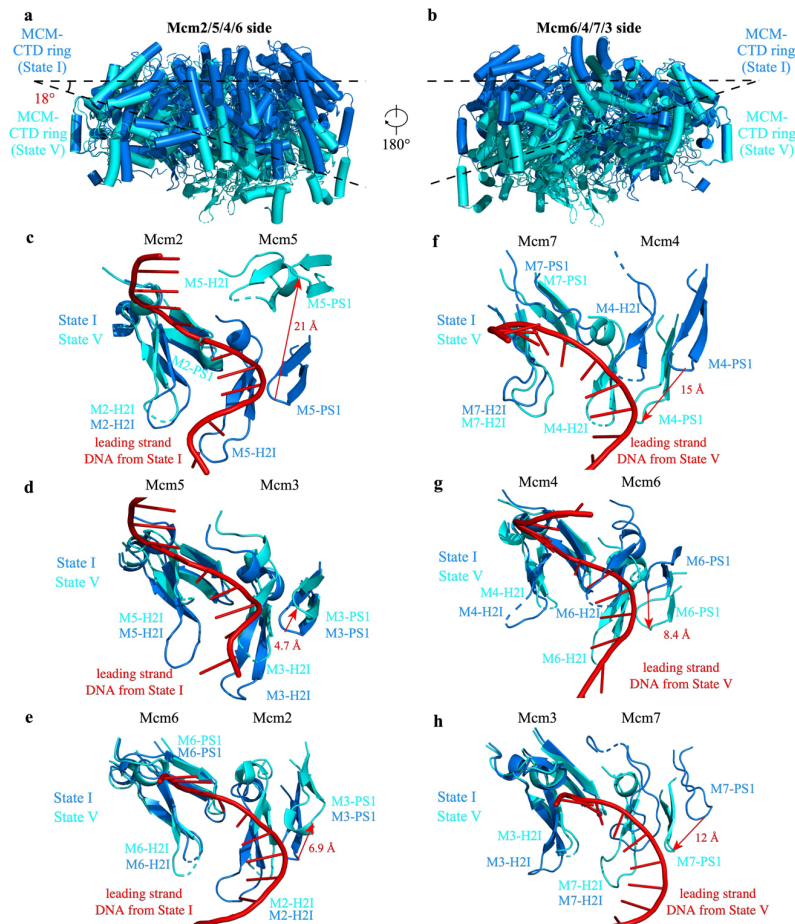 a
Mcm2/5/4/6 side
MCM-
CTD ring
(State I)
18°
MCM-
CTD ring
(State V)
180°
b
Mcm6/4/7/3 side
MCM-
CTD ring
(State I)
MCM-
CTD ring
(State V)
c
Mcm2
Mcm5
M5-H2I
M5-PS1
State I
State V
21 Å
M2-PS1
M5-PS1
M2-H2I
M2-H2I
M5-H2I
leading strand
DNA from State I
f
Mcm7
Mcm4
M7-PS1
M7-PS1
M4-H2I
State I
State V
M4-PS1
15 Å
M7-H2I
M7-H2I
M4-H2I
M4-PS1
leading strand
DNA from State V
d
Mcm5
Mcm3
State I
State V
M5-H2I
M5-H2I
M3-PS1
M3-PS1
4.7 Å
M3-H2I
M3-H2I
leading strand
DNA from State I
g
Mcm4
Mcm6
State I
State V
M6-PS1
M4-H2I
M4-H2I
M6-H2I
M6-PS1
8.4 Å
M6-H2I
leading strand
DNA from State V
e
Mcm6
Mcm2
M6-PS1
M6-PS1
State I
State V
M3-PS1
M3-PS1
M6-H2I
M6-H2I
6.9 Å
M2-H2I
M2-H2I
leading strand
DNA from State I
h
Mcm3
Mcm7
State I
State V
M7-PS1
M3-H2I
M3-H2I
12 Å
M7-PS1
M7-H2I
M7-H2I
leading strand
DNA from State V